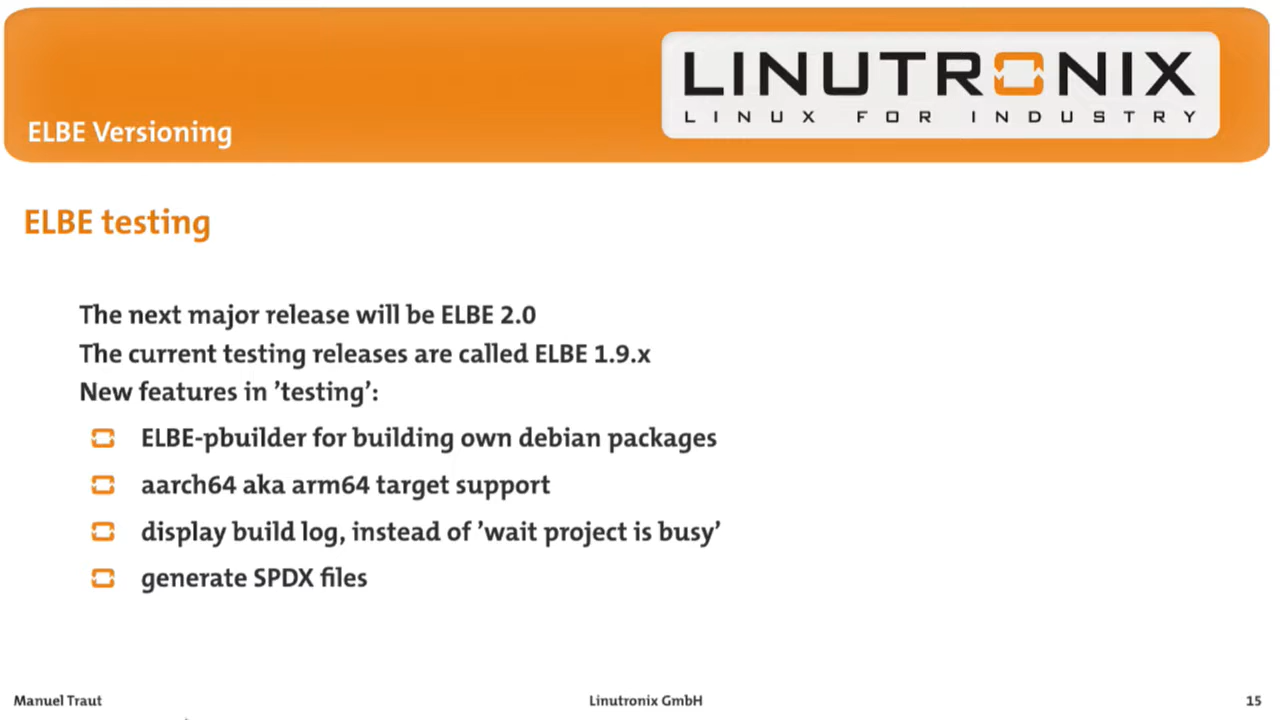 LINUTRONIX
LINUX FOR INDUSTRY
ELBE Versioning
ELBE testing
The next major release will be ELBE 2.0
The current testing releases are called ELBE 1.9.x
New features in ’testing’:
ELBE-pbuilder for building own debian packages
aarch64 aka arm64 target support
display build log, instead of ’wait project is busy’
generate SPDX files
Manuel Traut
Linutronix GmbH
15